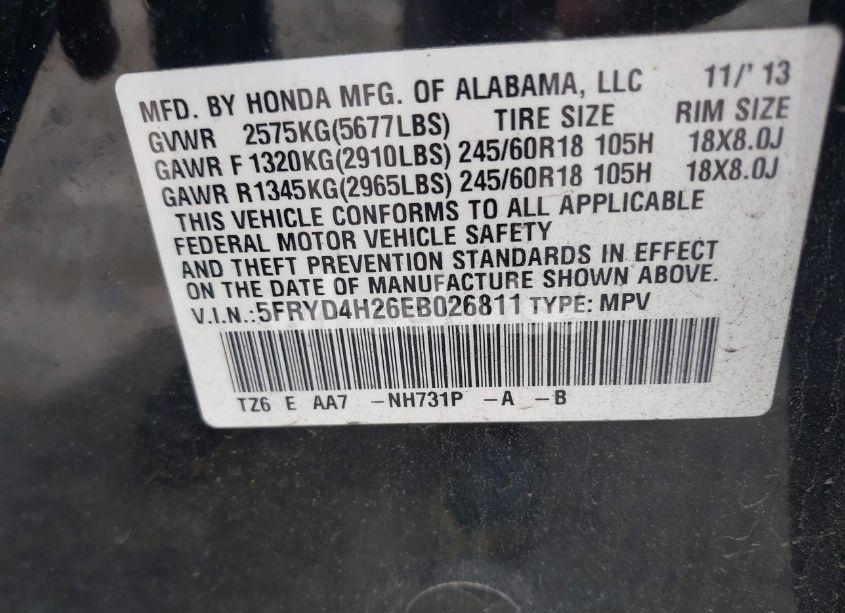 MFD. BY HONDA MFG. OF ALABAMA, LLC 11/' 13
GVWR 2575KG(5677LBS) TIRE SIZE RIM SIZE
GAWR F 1320KG(2910LBS) 245/60R18 105H 18X8.0J
GAWR R1345KG(2965LBS) 245/60R18 105H 18X8.0J
THIS VEHICLE CONFORMS TO ALL APPLICABLE
FEDERAL MOTOR VEHICLE SAFETY
AND THEFT PREVENTION STANDARDS IN EFFECT
ON THE DATE OF MANUFACTURE SHOWN ABOVE.
V.I.N.:5FRYD4H26EB026811 TYPE: MPV
TZ6 E AA7 -NH731P -A -B